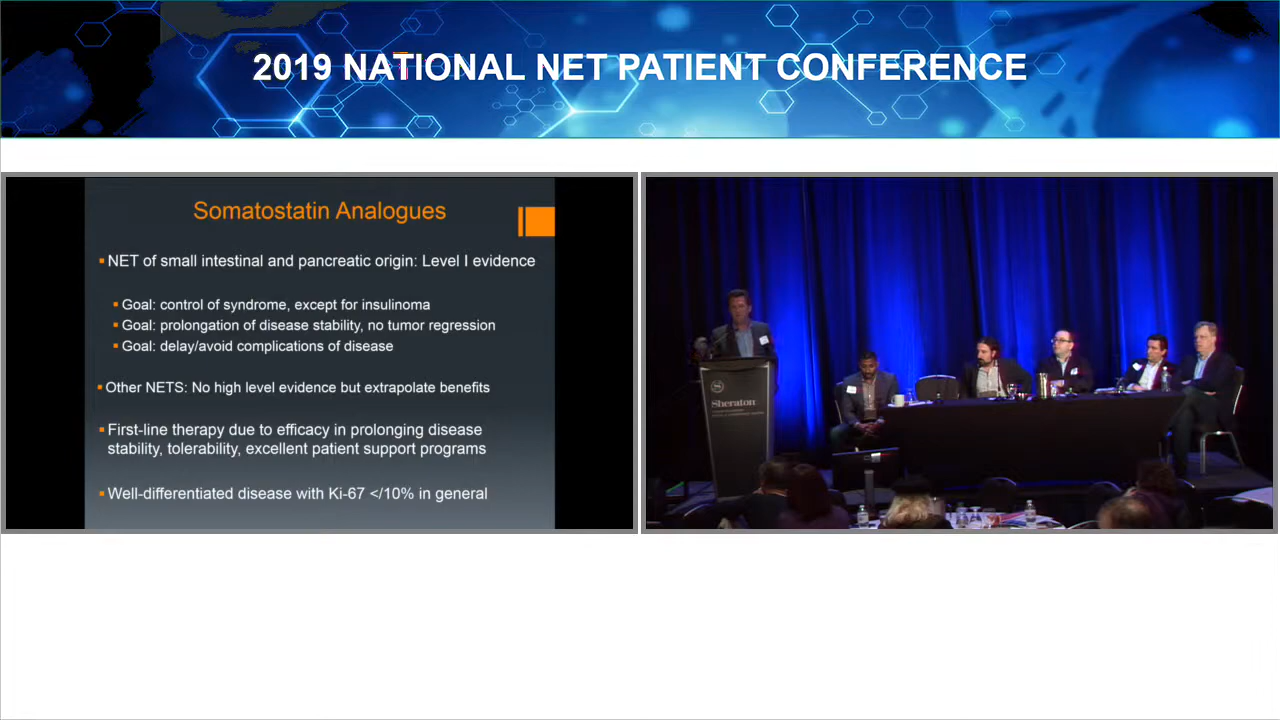 2019 NATIONAL NET PATIENT CONFERENCE
Somatostatin Analogues
▪NET of small intestinal and pancreatic origin: Level I evidence
▪Goal: control of syndrome, except for insulinoma
▪Goal: prolongation of disease stability, no tumor regression
▪Goal: delay/avoid complications of disease
▪Other NETS: No high level evidence but extrapolate benefits
▪First-line therapy due to efficacy in prolonging disease
stability, tolerability, excellent patient support programs
▪Well-differentiated disease with Ki-67 </10% in general
Sheraton